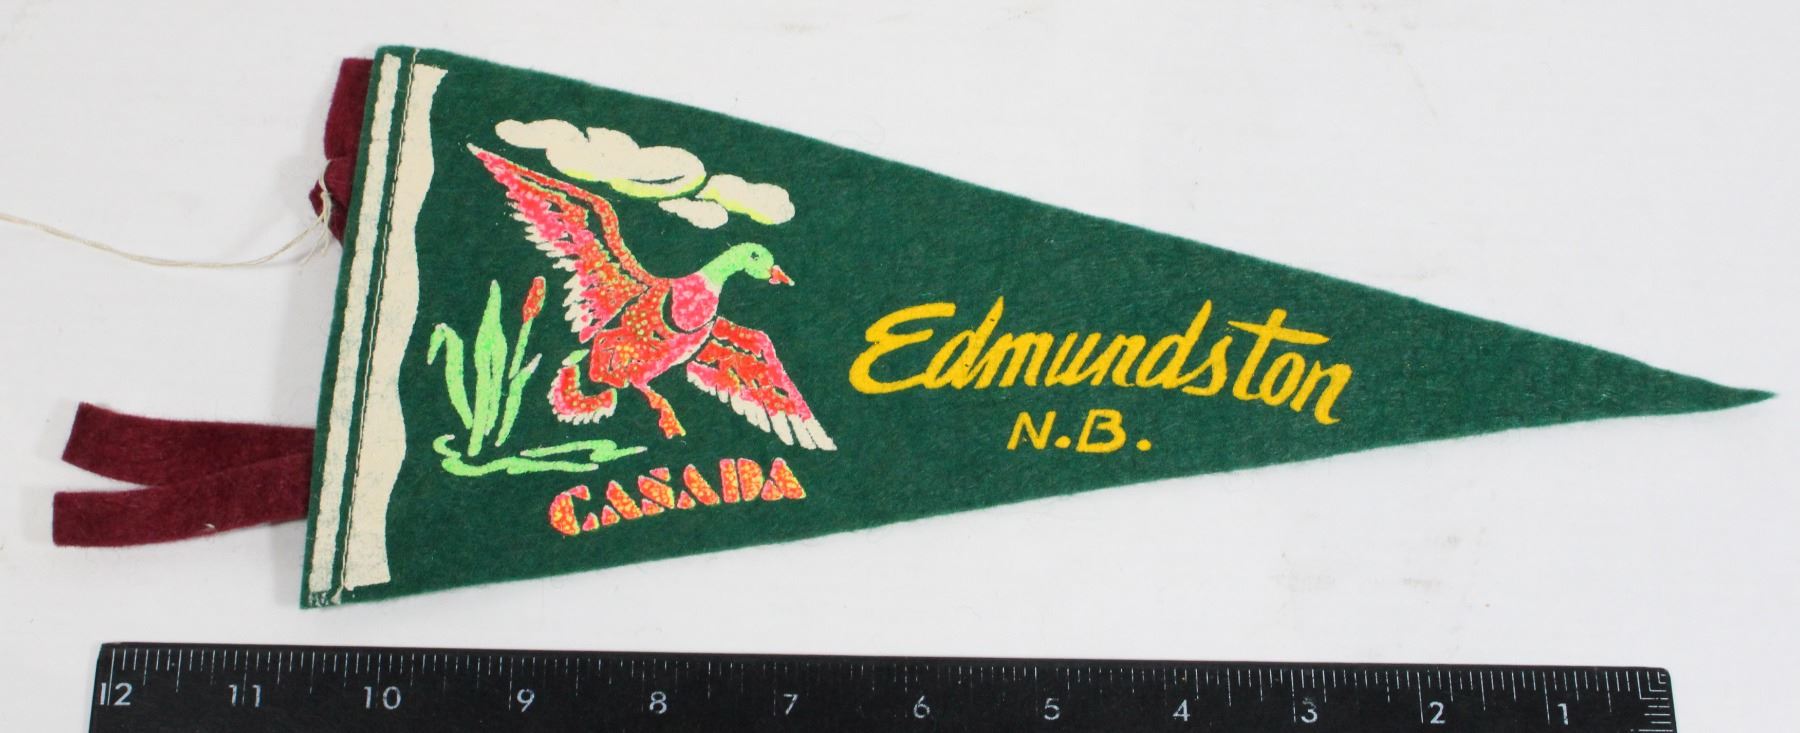 Edmundston
N.B.
CANADA
12 11 10 9 8 7 6 5 4 3 2 1